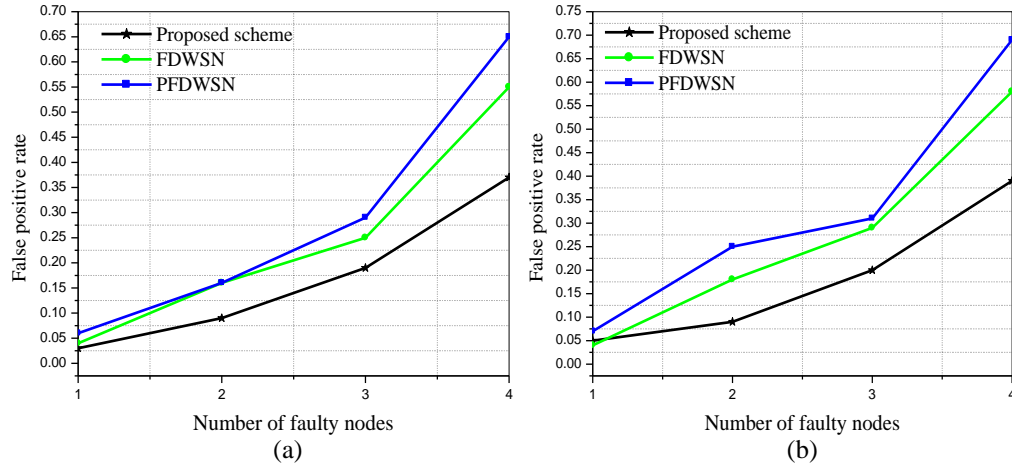 0.70
0.65
0.60
0.55
0.50
0.45
0.40
0.35
0.30
0.25
0.20
0.15
0.10
0.05
0.00
False positive rate
Proposed scheme
FDWSN
PFDWSN
1 2 3 4
Number of faulty nodes
(a)
0.75
0.70
0.65
0.60
0.55
0.50
0.45
0.40
0.35
0.30
0.25
0.20
0.15
0.10
0.05
0.00
False positive rate
Proposed scheme
FDWSN
PFDWSN
1 2 3 4
Number of faulty nodes
(b)